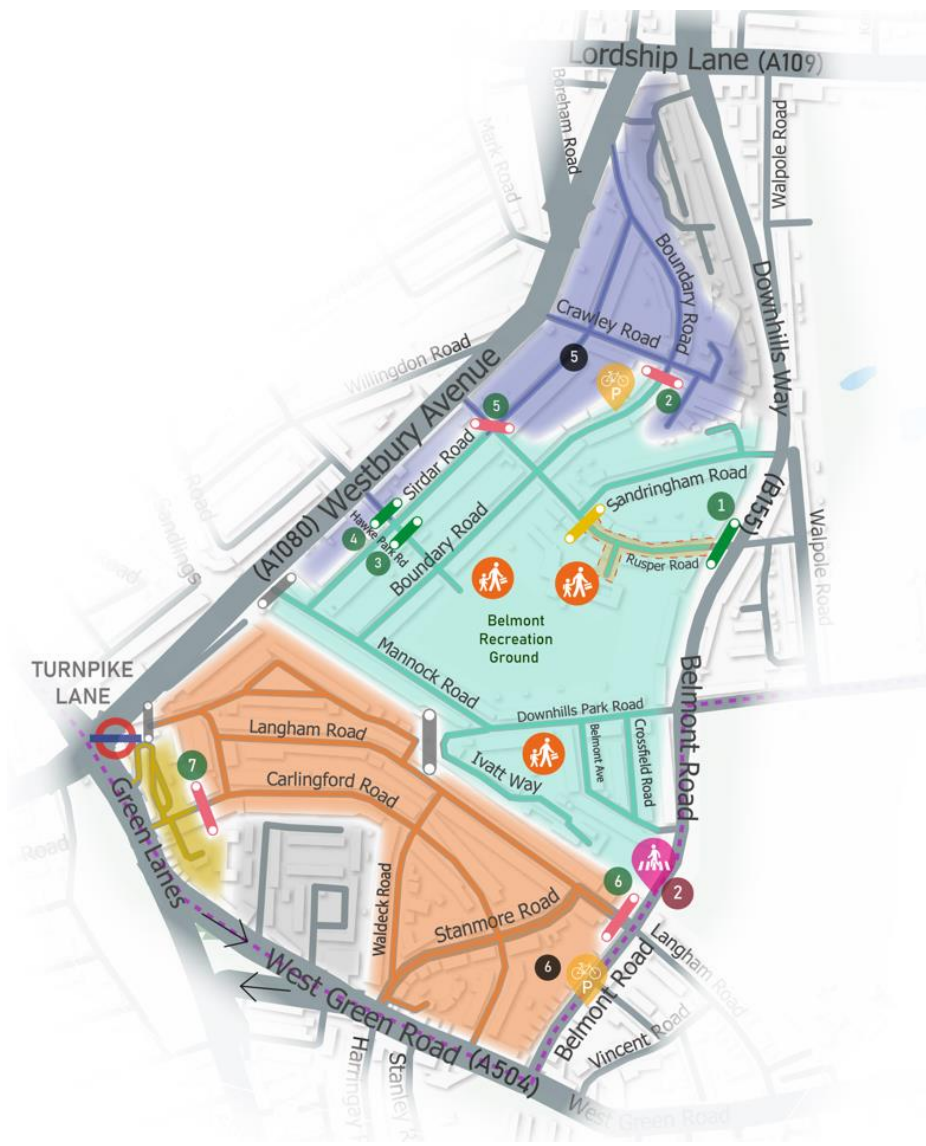 Lordship Lane (A109)
Boreham Road
Mark Road
Walpole Road
Boundary Road
Downhills Way
Crawley Road
5
P
2
Willingdon Road
5
(A1080) Westbury Avenue
Sirdar Road
Sandringham Road
1
(B155)
Road
Sandlings
4
Hawke Park Rd
3
Boundary Road
Rusper Road
Walpole Road
Belmont
Recreation
Ground
TURNPIKE
LANE
Mannock Road
Downhills Park Road
Belmont Road
Langham Road
Belmont Ave
Crossfield Road
Ivatt Way
7
Carlingford Road
Green Lanes
Road
Waldeck Road
Stanmore Road
6
2
6
P
Belmont Road
Langham Road
West Green Road (A504)
Vincent Road
Harringay
Stanley
West Green Road